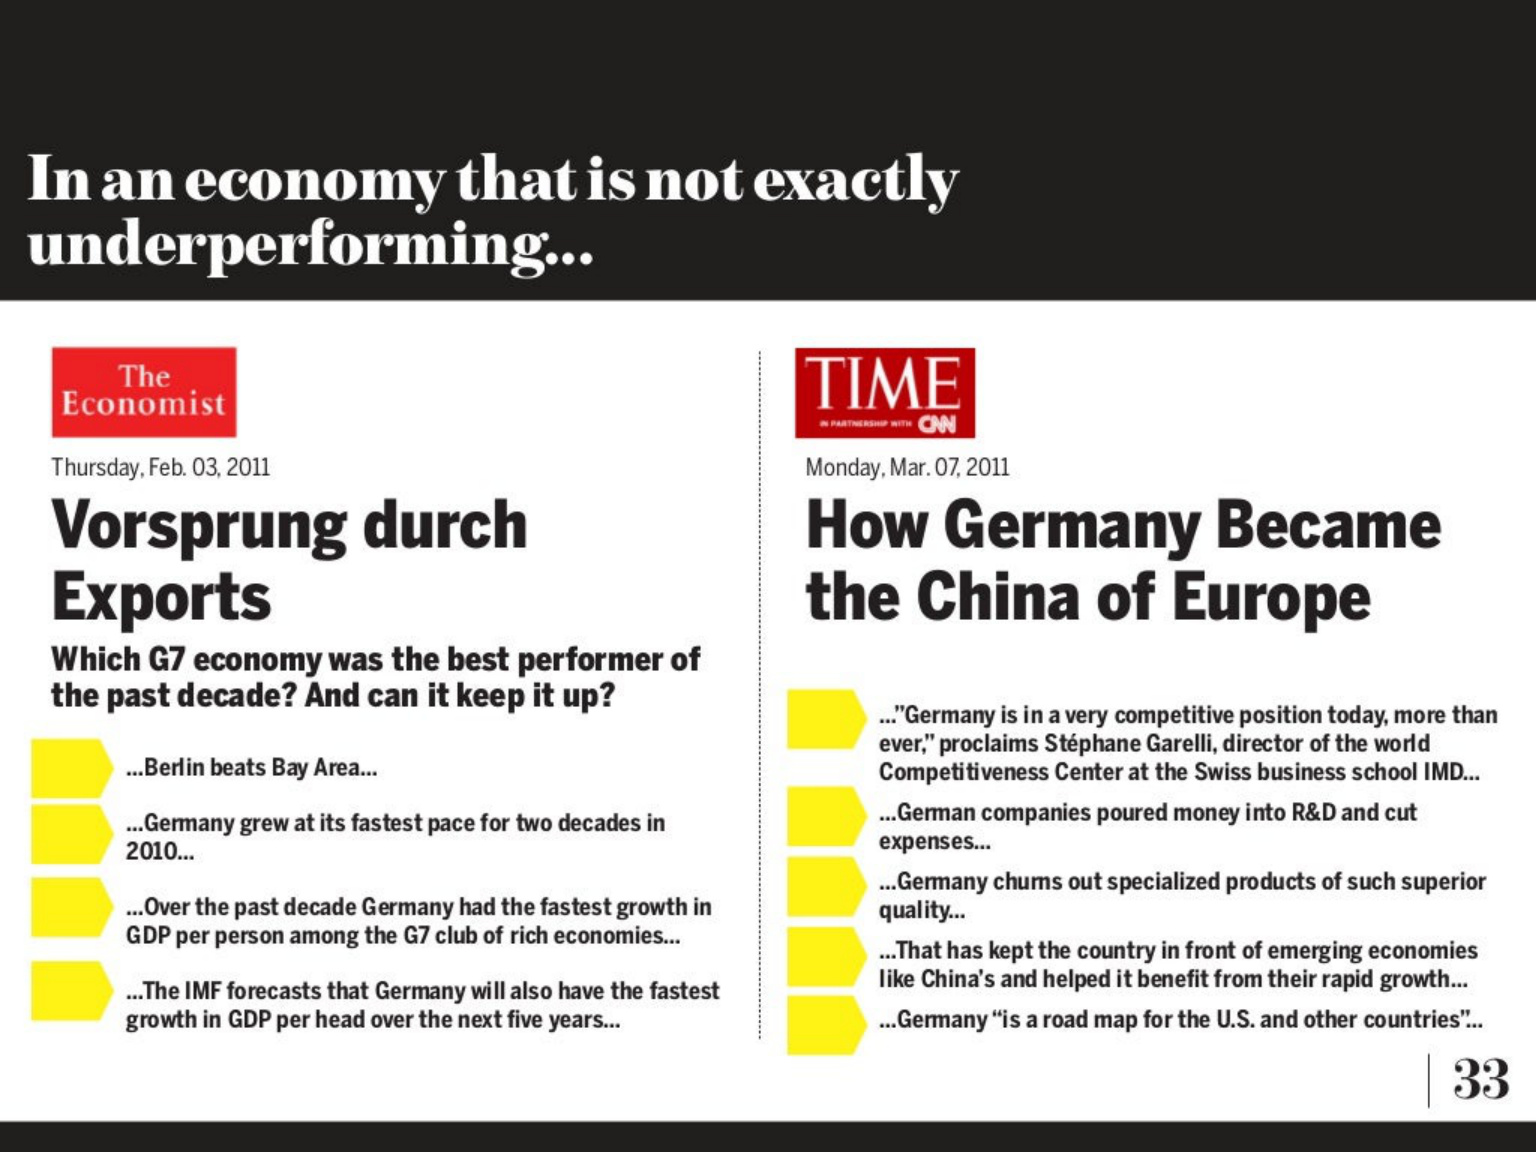 In an economy that is not exactly
underperforming...
The
Economist
Thursday, Feb. 03, 2011
Vorsprung durch
Exports
Which G7 economy was the best performer of
the past decade? And can it keep it up?
...Berlin beats Bay Area...
...Germany grew at its fastest pace for two decades in
2010...
...Over the past decade Germany had the fastest growth in
GDP per person among the G7 club of rich economies...
...The IMF forecasts that Germany will also have the fastest
growth in GDP per head over the next five years...
TIME
IN PARTNERSHIP WITH CNN
Monday, Mar. 07, 2011
How Germany Became
the China of Europe
...”Germany is in a very competitive position today, more than
ever,” proclaims Stéphane Garelli, director of the world
Competitiveness Center at the Swiss business school IMD...
...German companies poured money into R&D and cut
expenses...
...Germany churns out specialized products of such superior
quality...
...That has kept the country in front of emerging economies
like China’s and helped it benefit from their rapid growth...
...Germany “is a road map for the U.S. and other countries”...
33